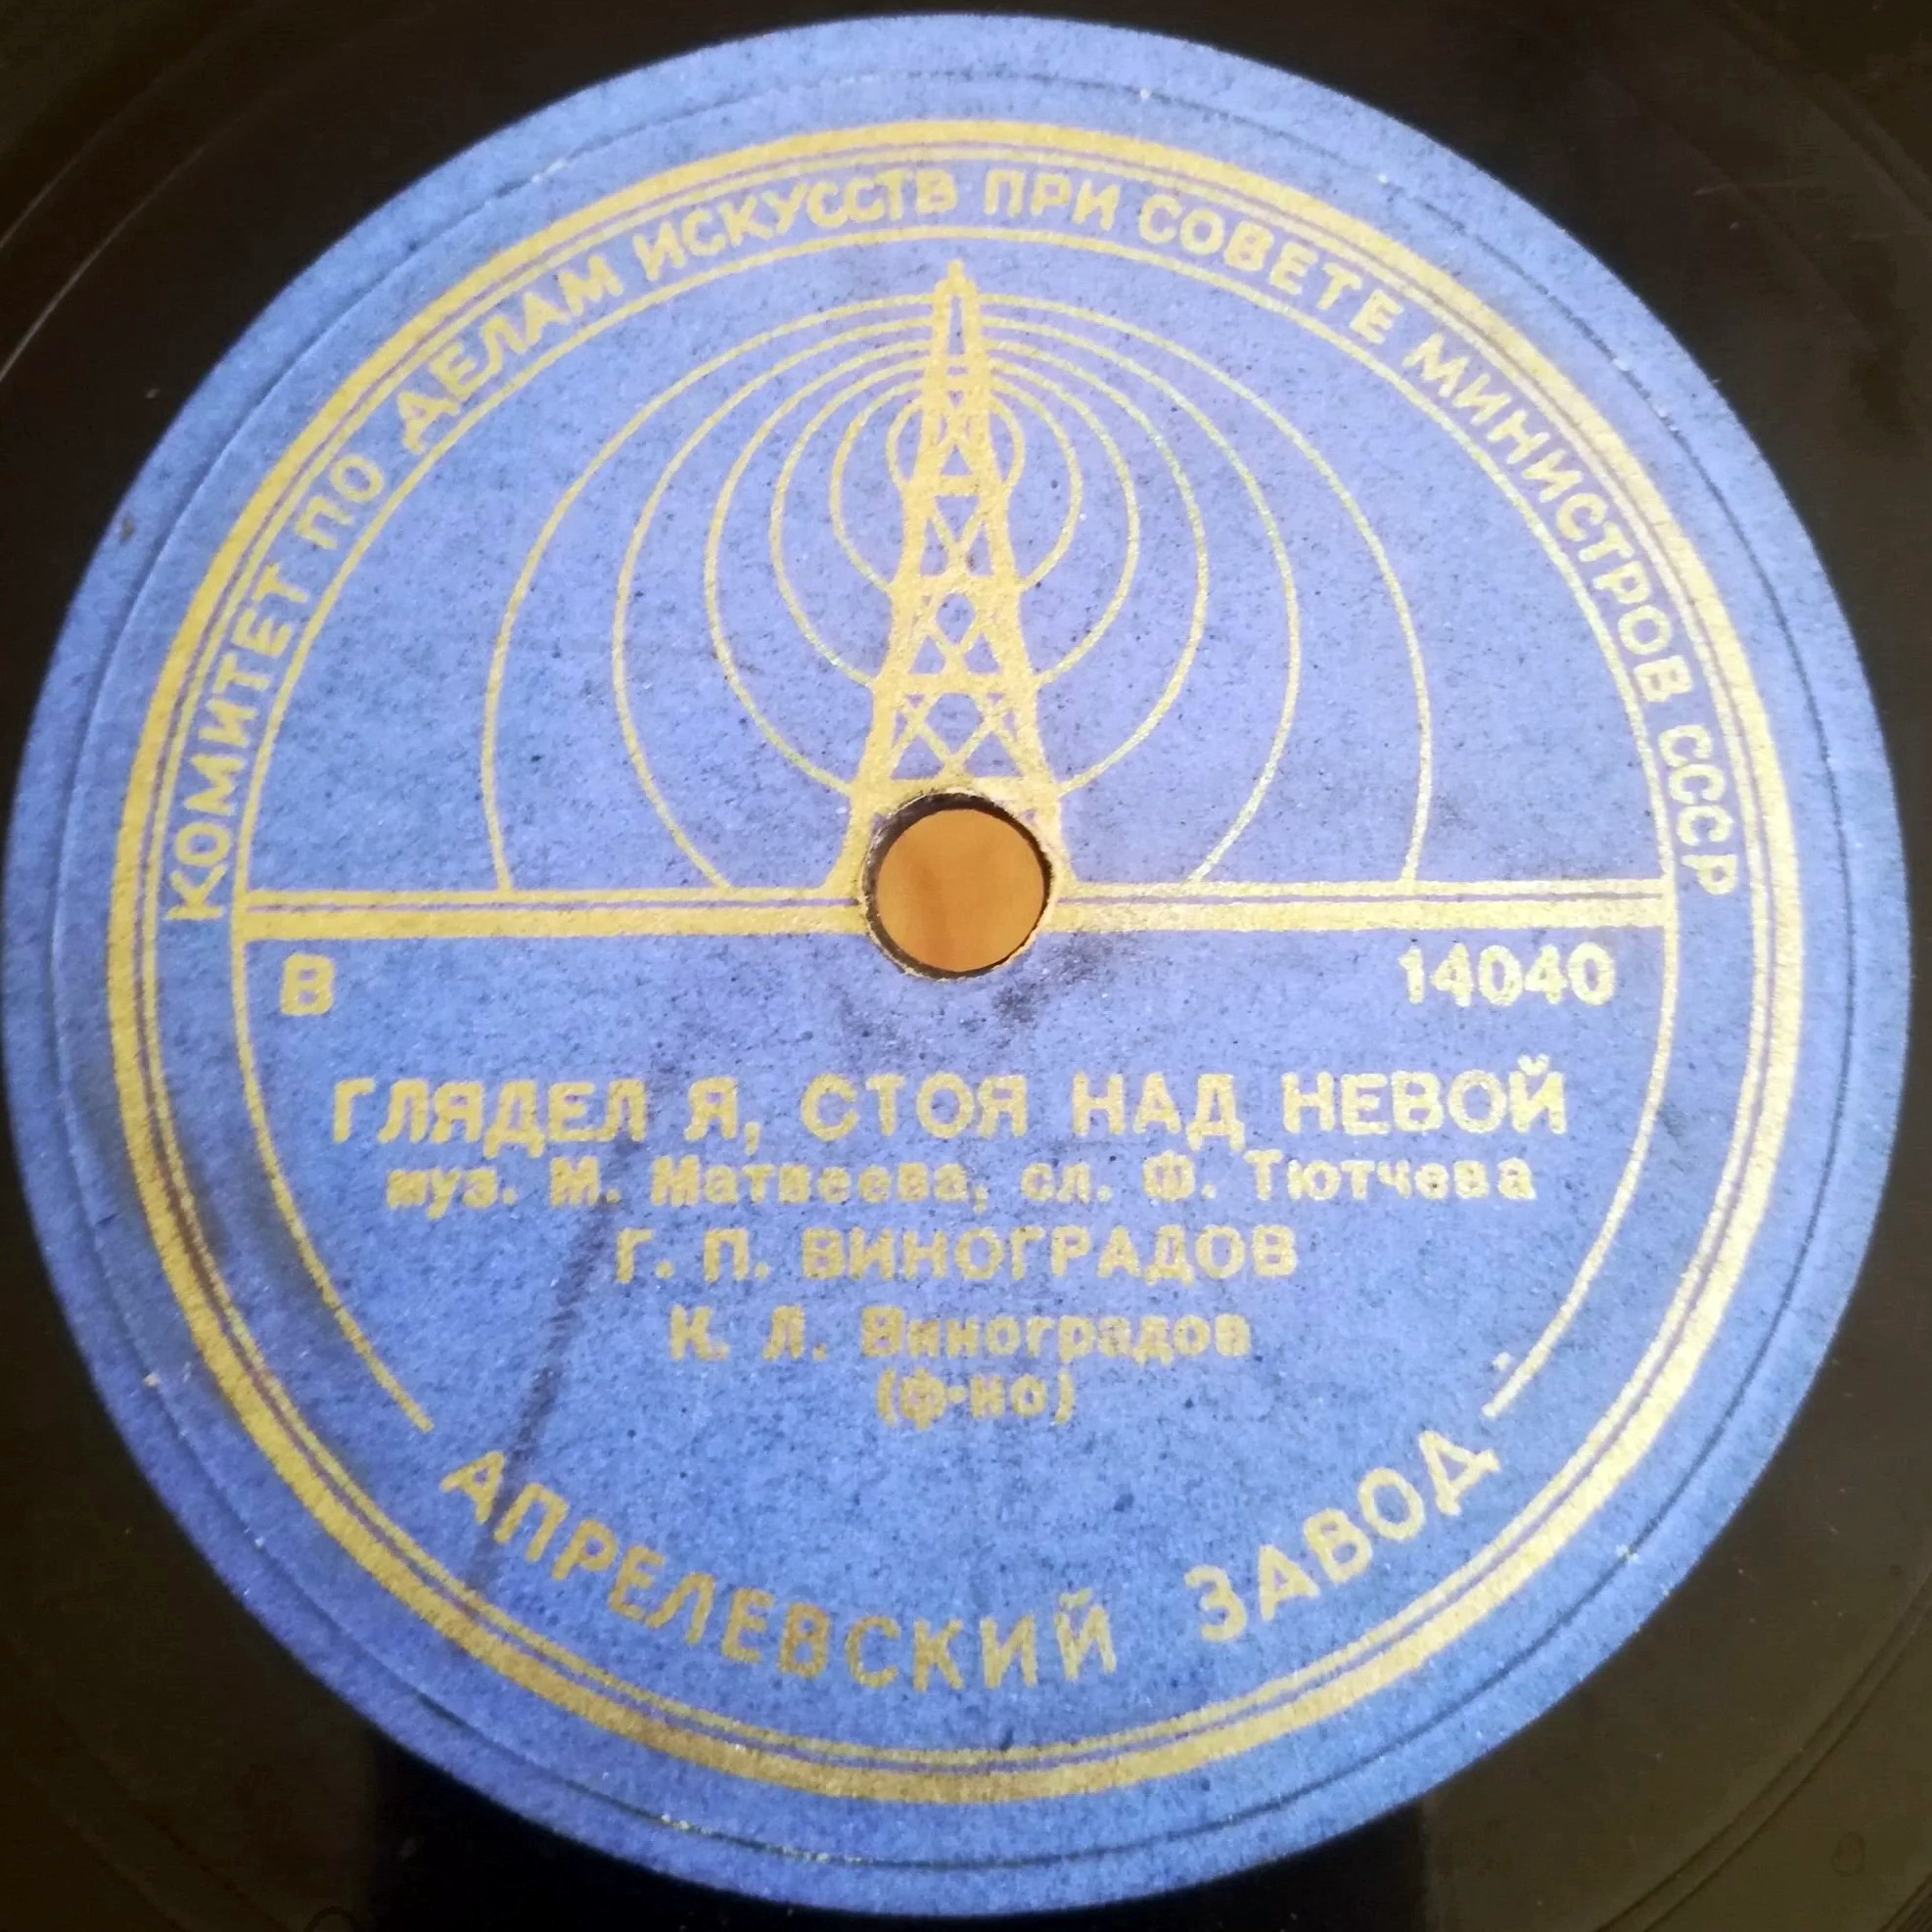 КОМИТЕТ ПО ДЕЛАМ ИСКУССТВ ПРИ СОВЕТЕ МИНИСТРОВ СССР
В 14040
ГЛЯДЕЛ Я, СТОЯ НАД НЕВОЙ
муз. М. Матвеева, сл. Ф. Тютчева
Г. П. ВИНОГРАДОВ
К. Л. Виноградов
(ф-но)
АПРЕЛЕВСКИЙ ЗАВОД